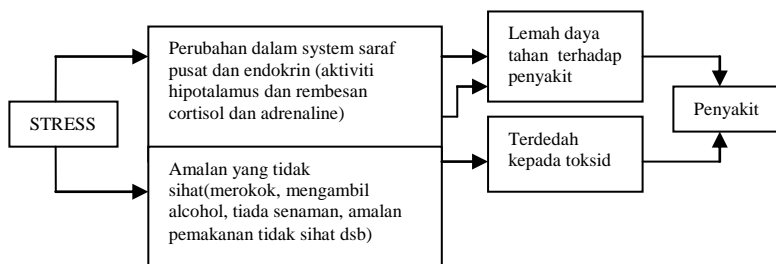 STRESS
Perubahan dalam system saraf
pusat dan endokrin (aktiviti
hipotalamus dan rembesan
cortisol dan adrenaline)
Amalan yang tidak
sihat(merokok, mengambil
alcohol, tiada senaman, amalan
pemakanan tidak sihat dsb)
Lemah daya
tahan terhadap
penyakit
Terdedah
kepada toksid
Penyakit